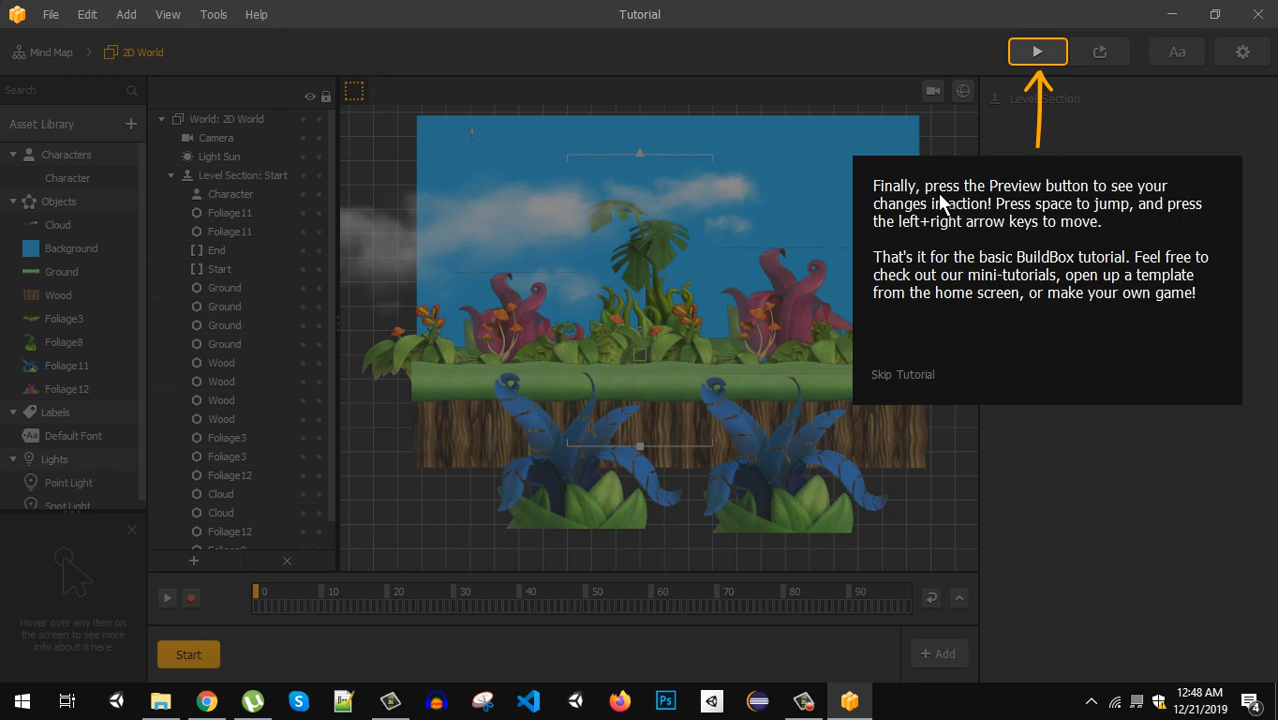 File Edit Add View Tools Help
Tutorial
Mind Map
2D World
Aa
Search
Asset Library
Characters
Character
Objects
Cloud
Background
Ground
Wood
Foliage3
Foliage8
Foliage11
Foliage12
Labels
Aa Default Font
Lights
Point Light
Spot Light
Hover over any item on
the screen to see more
info about it here
World: 2D World
Camera
Light Sun
Level Section: Start
Character
Foliage11
Foliage11
End
Start
Ground
Ground
Ground
Ground
Wood
Wood
Wood
Wood
Foliage3
Foliage3
Foliage12
Cloud
Cloud
Foliage12
Level Section
Finally, press the Preview button to see your
changes in action! Press space to jump, and press
the left+right arrow keys to move.
That's it for the basic BuildBox tutorial. Feel free to
check out our mini-tutorials, open up a template
from the home screen, or make your own game!
Skip Tutorial
0 10 20 30 40 50 60 70 80 90
Start
+ Add
Ps
12:48 AM
12/21/2019
4